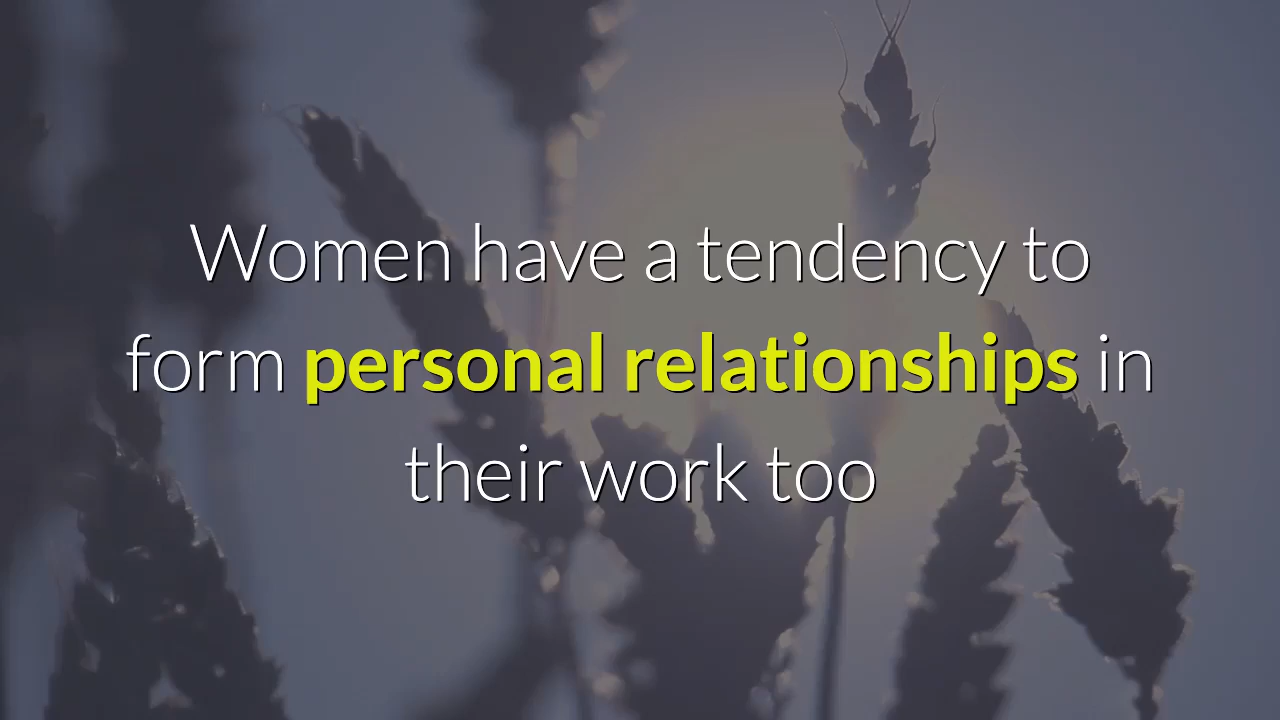 Women have a tendency to
form personal relationships in
their work too